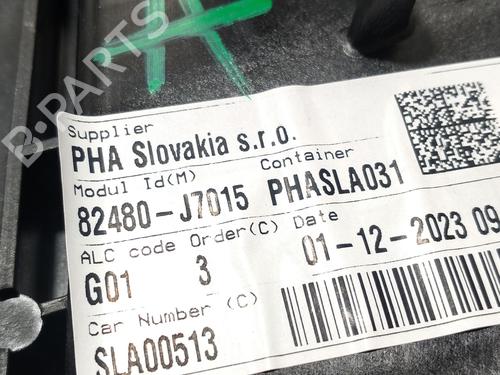 B-PARTS
Supplier
PHA Slovakia s.r.o.
Modul Id(M) Container
82480-J7015 PHASLA031
ALC code Order(C) Date
G01 3 01-12-2023 09
Car Number (C)
SLA00513